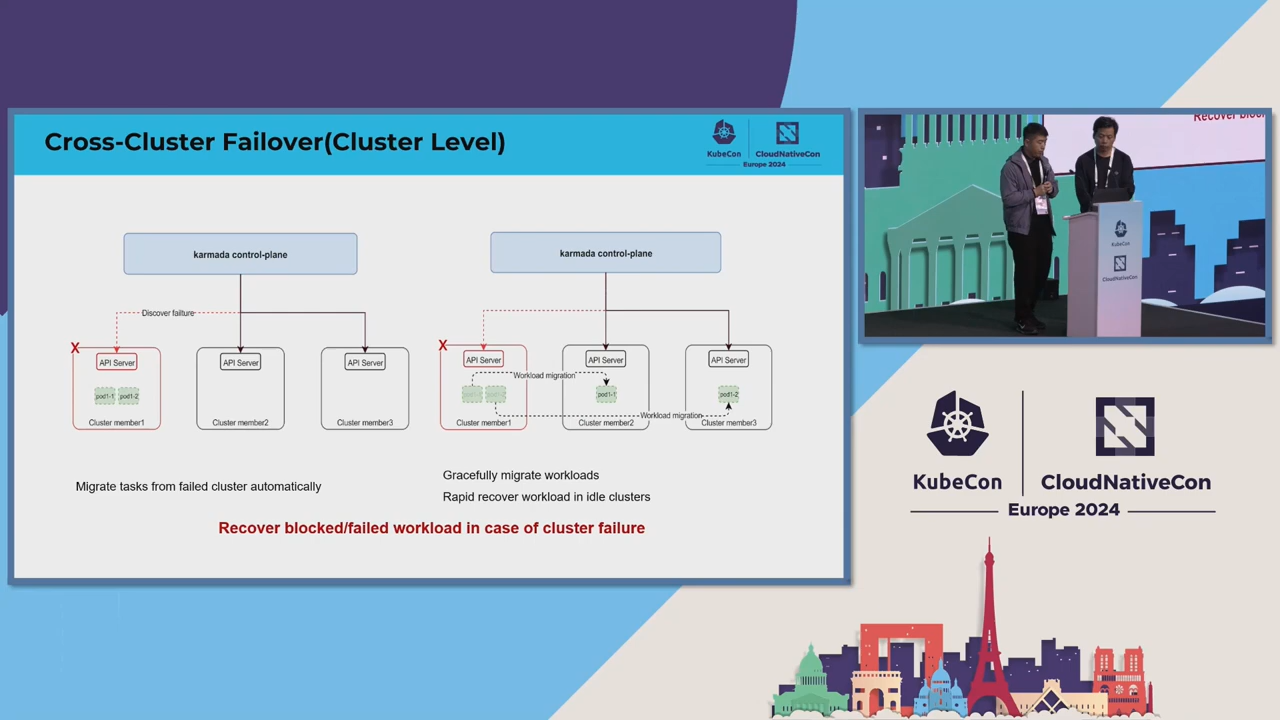 Cross-Cluster Failover(Cluster Level)
KubeCon
CloudNativeCon
Europe 2024
karmada control-plane
Discover failture
X
API Server
API Server
API Server
pod1-1
pod1-2
Cluster member1
Cluster member2
Cluster member3
Migrate tasks from failed cluster automatically
karmada control-plane
X
API Server
API Server
API Server
Workload migration
pod1-1
pod1-2
Workload migration
Cluster member1
Cluster member2
Cluster member3
Gracefully migrate workloads
Rapid recover workload in idle clusters
Recover blocked/failed workload in case of cluster failure
Recover
KubeCon
CloudNativeCon
KubeCon
CloudNativeCon
Europe 2024